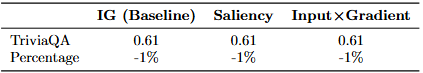 IG (Baseline) Saliency Input×Gradient
TriviaQA 0.61 0.61 0.61
Percentage -1% -1% -1%